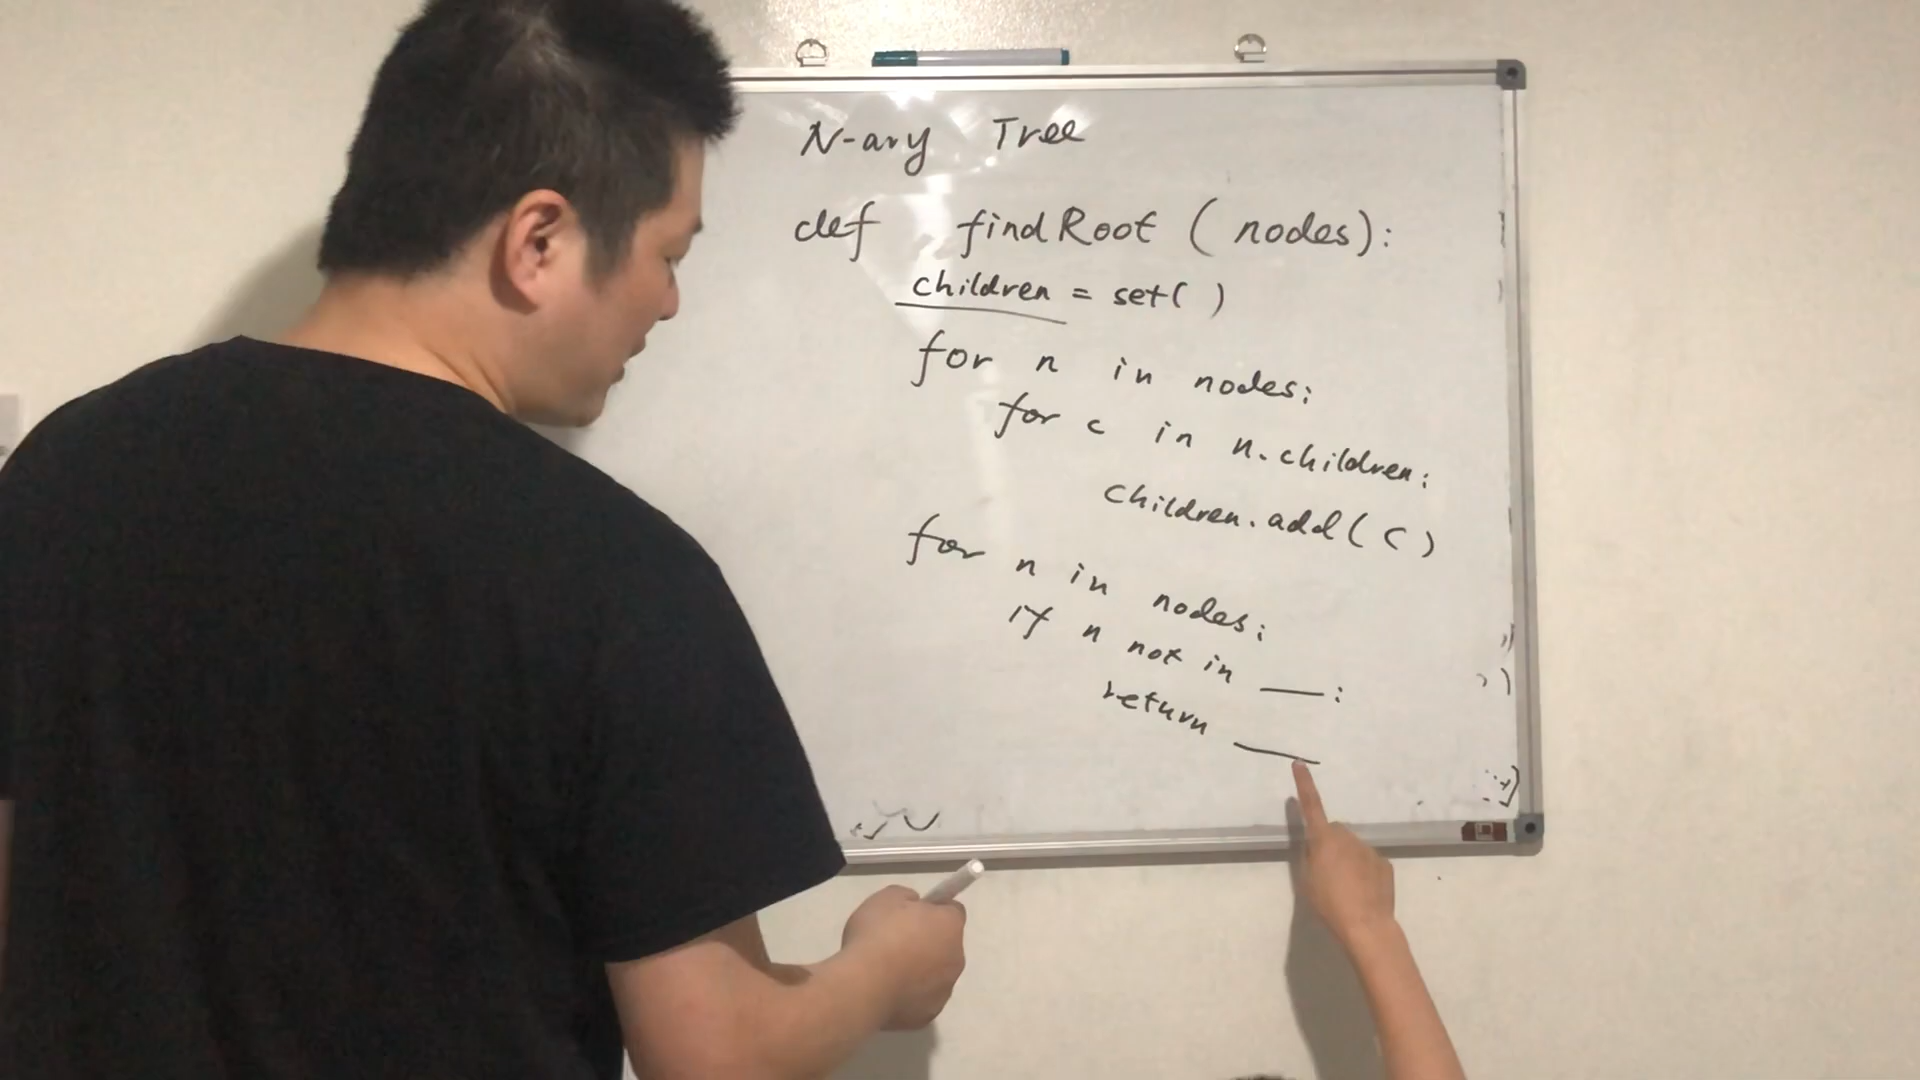 N-ary Tree
def findRoot (nodes):
children = set( )
for n in nodes:
for c in n.children:
children.add(c)
for n in nodes:
if n not in ___:
return ___